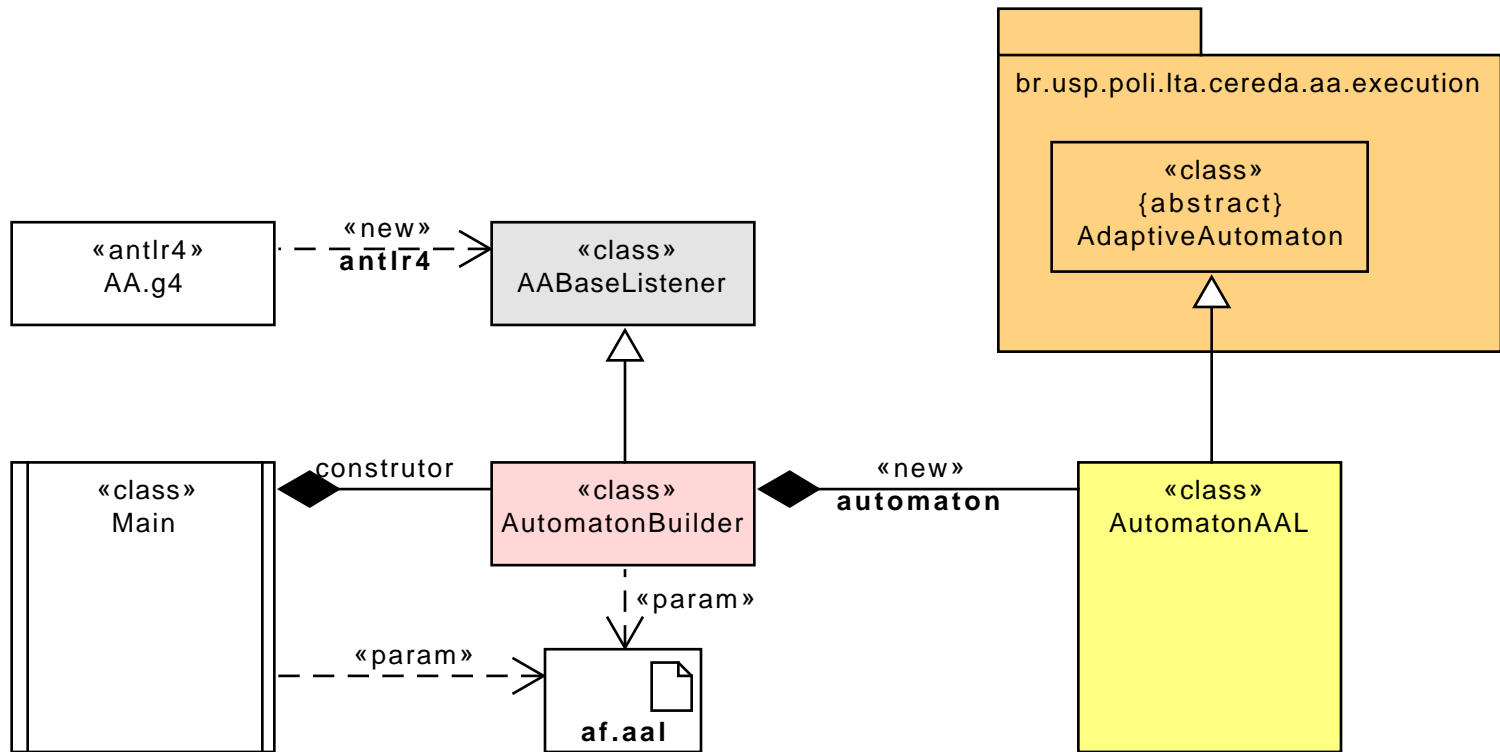 br.usp.poli.lta.cereda.aa.execution
«class»
{abstract}
AdaptiveAutomaton
«antlr4»
AA.g4
«new»
antlr4
«class»
AABaseListener
«class»
Main
construtor
«class»
AutomatonBuilder
«new»
automaton
«class»
AutomatonAAL
«param»
«param»
af.aal